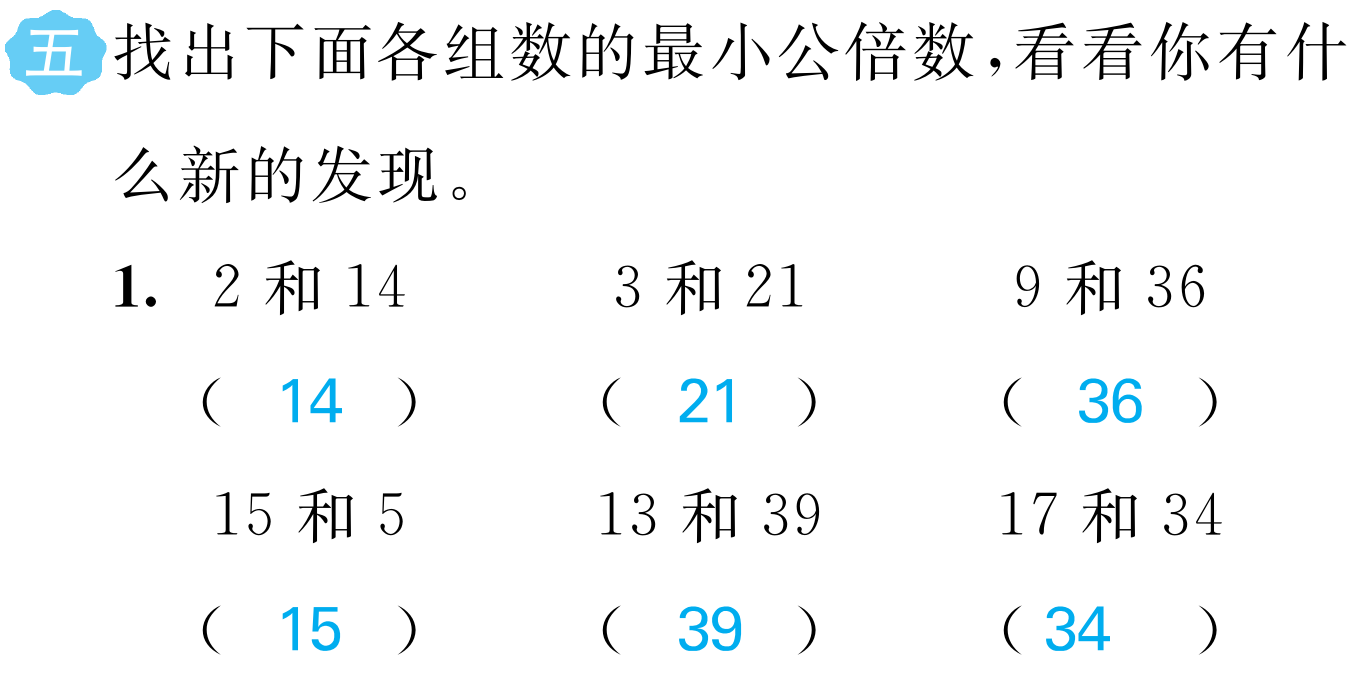 五 找出下面各组数的最小公倍数,看看你有什
么新的发现。
1. 2 和 14 3 和 21 9 和 36
( 14 ) ( 21 ) ( 36 )
15 和 5 13 和 39 17 和 34
( 15 ) ( 39 ) ( 34 )